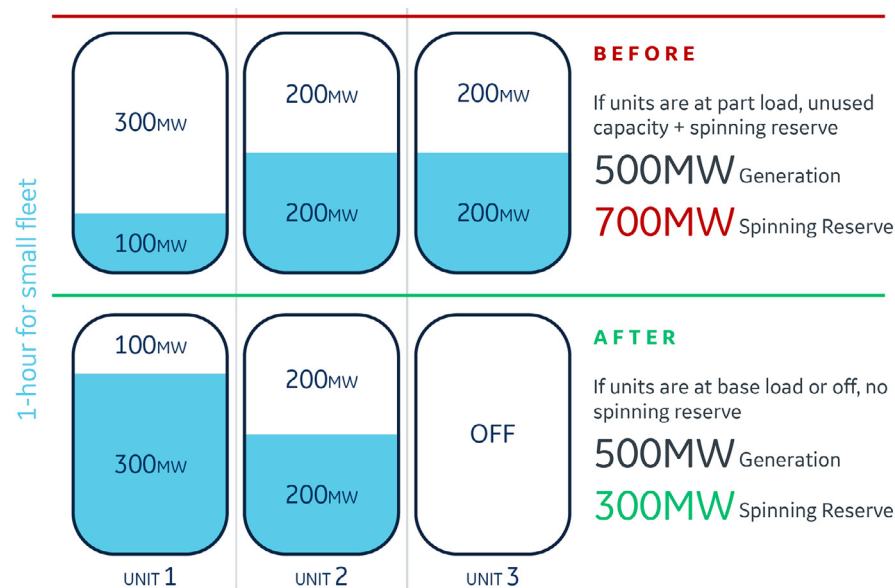 1-hour for small fleet
300MW
100MW
200MW
200MW
200MW
200MW
BEFORE
If units are at part load, unused
capacity + spinning reserve
500MW Generation
700MW Spinning Reserve
100MW
300MW
200MW
200MW
OFF
AFTER
If units are at base load or off, no
spinning reserve
500MW Generation
300MW Spinning Reserve
UNIT 1
UNIT 2
UNIT 3